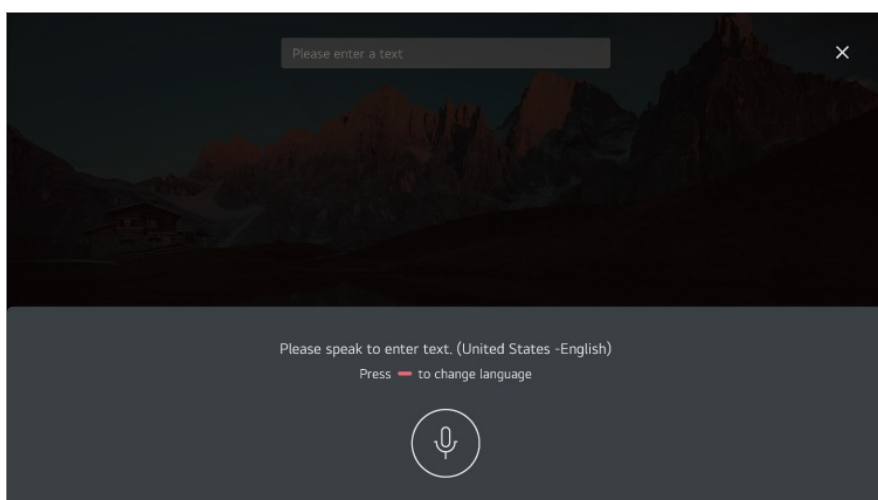 Please enter a text
Please speak to enter text. (United States -English)
Press to change language